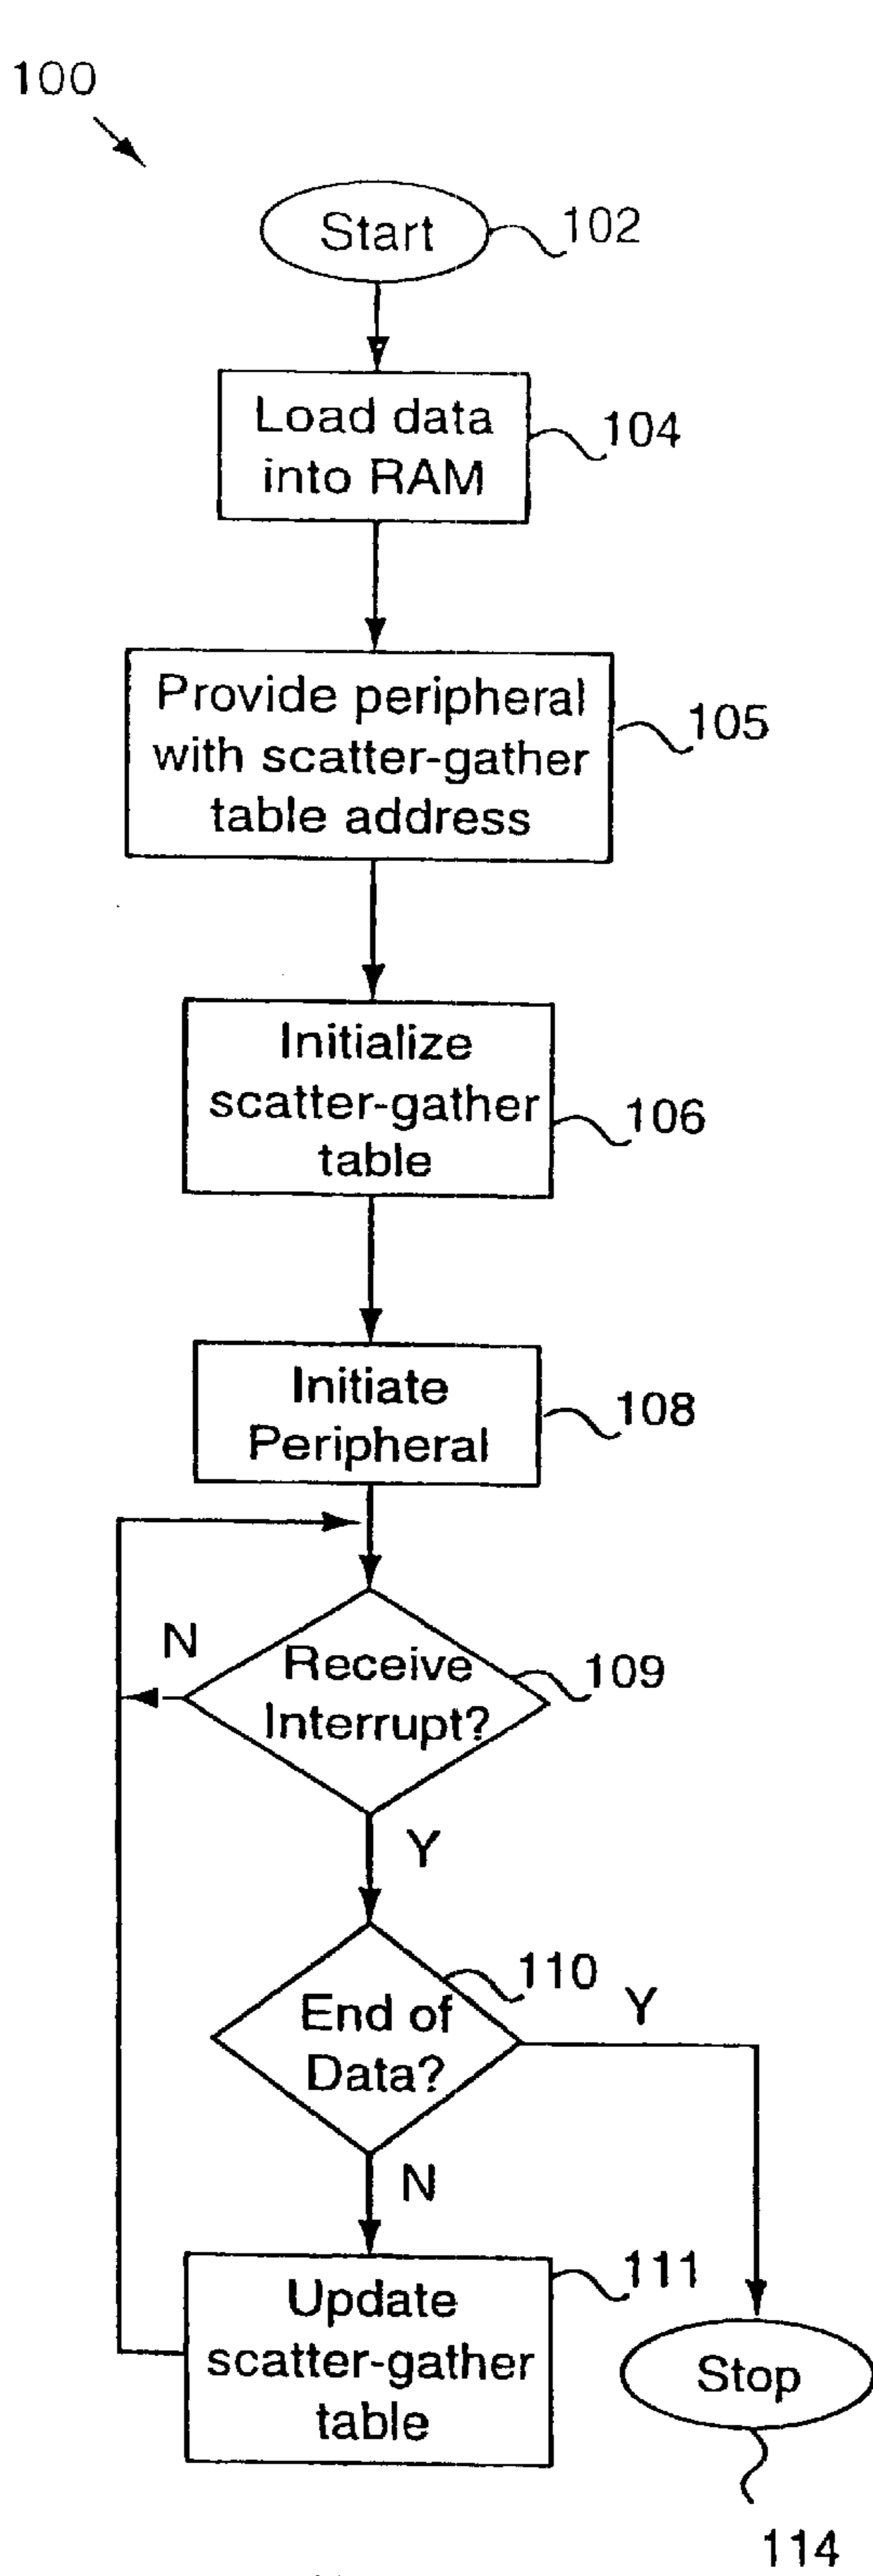 100
Start
102
Load data
into RAM
104
Provide peripheral
with scatter-gather
table address
105
Initialize
scatter-gather
table
106
Initiate
Peripheral
108
N
Receive
Interrupt?
109
Y
End of
Data?
110
Y
N
Update
scatter-gather
table
111
Stop
114